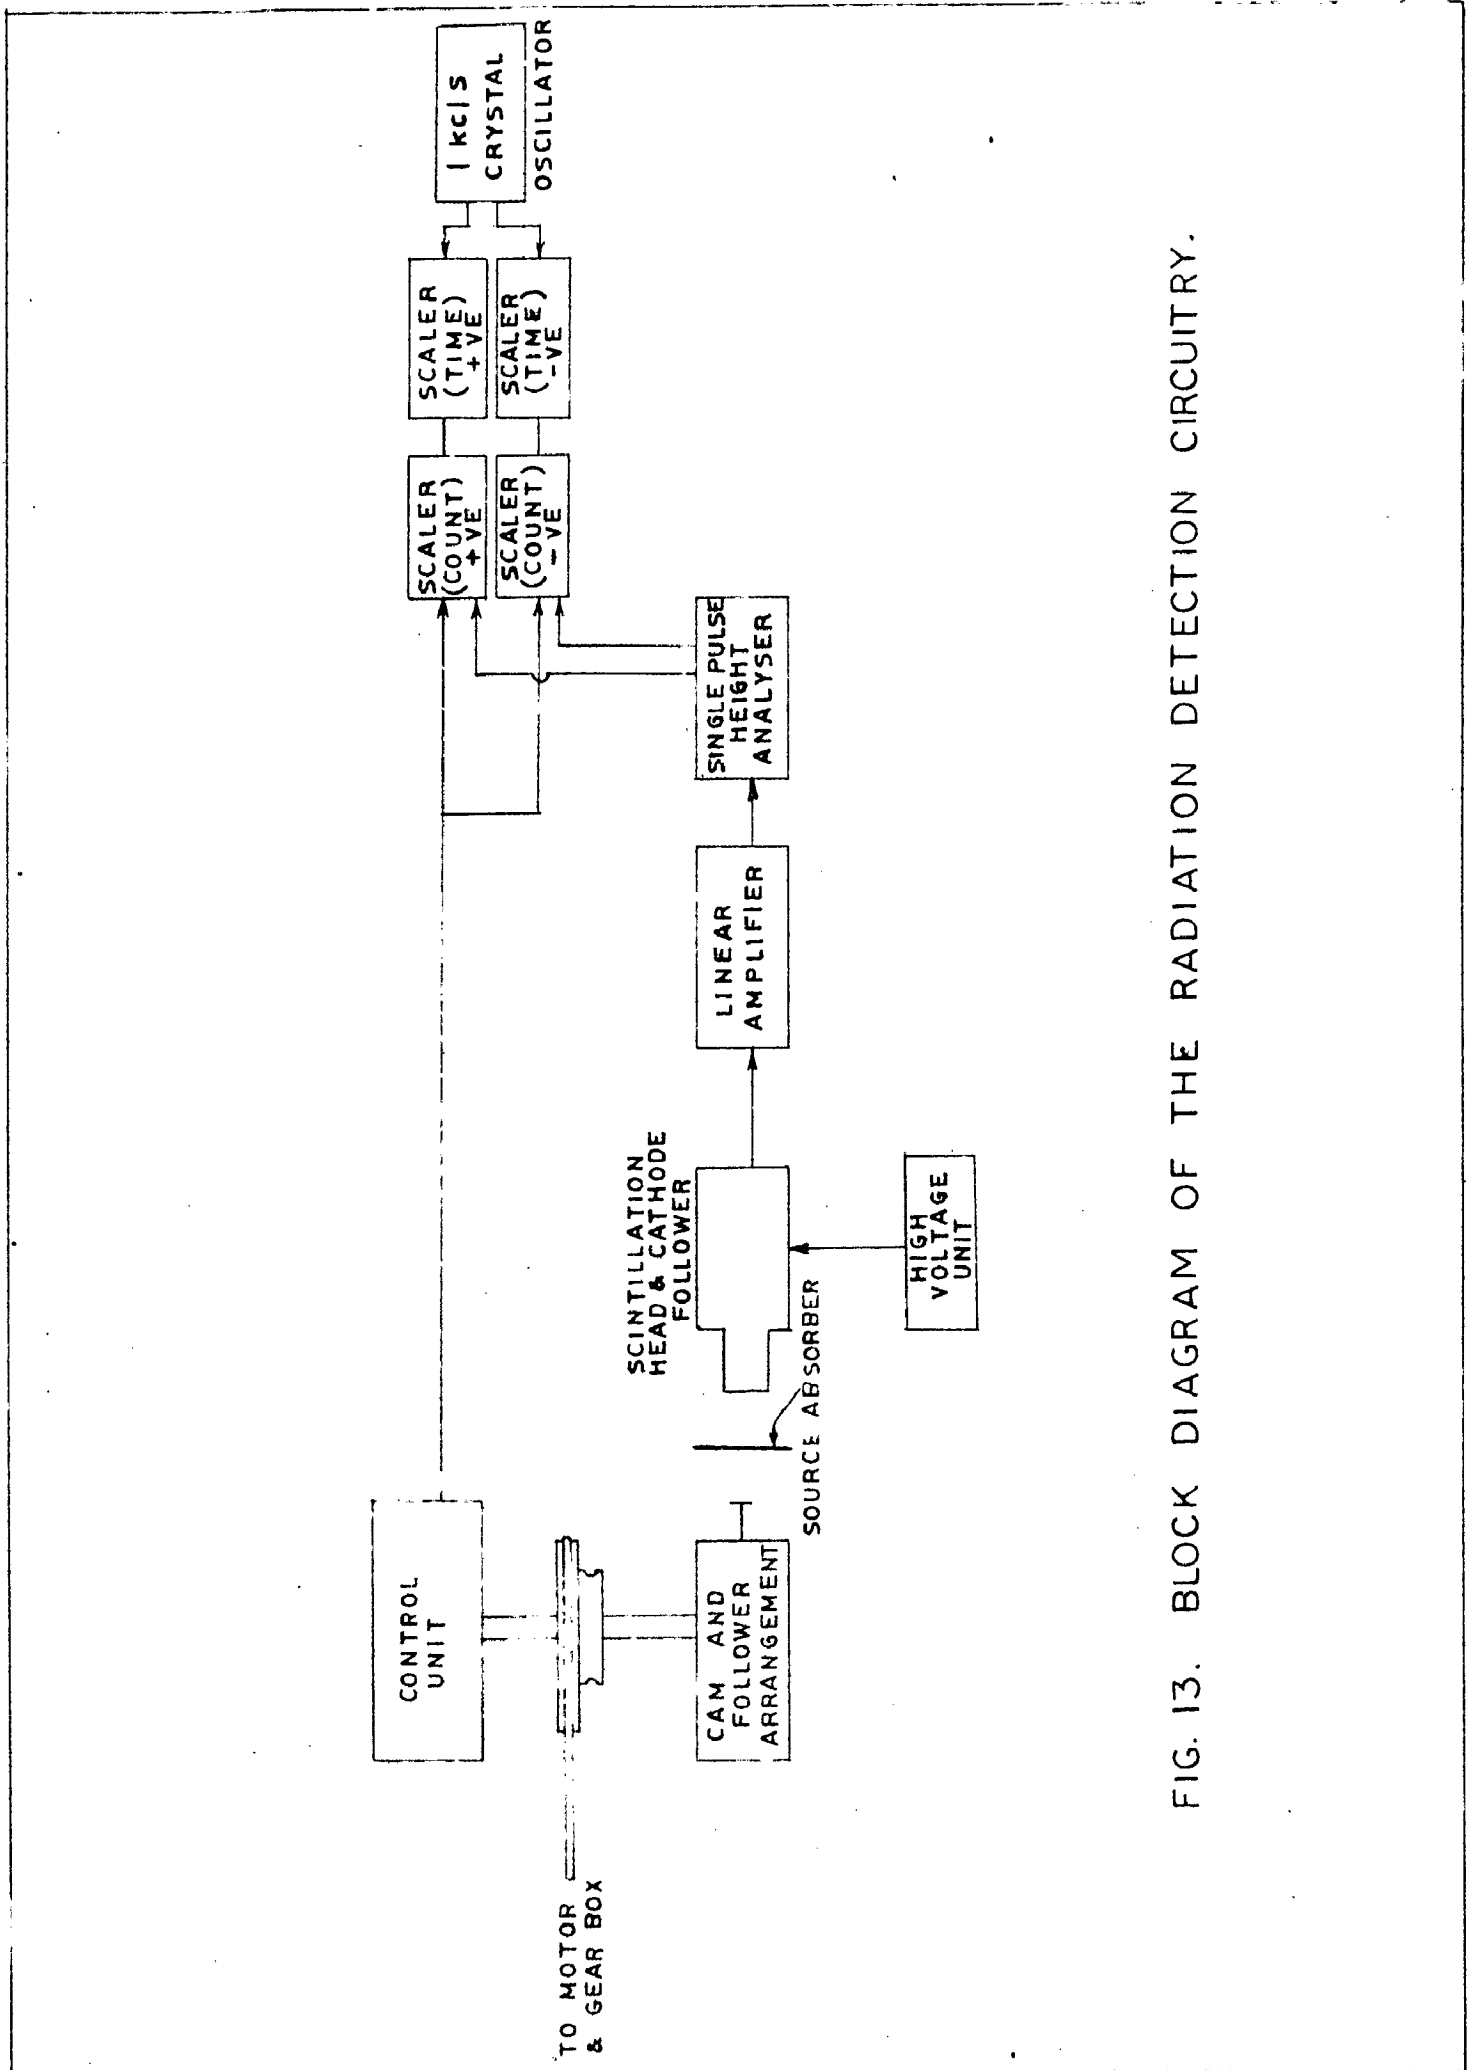 CONTROL
UNIT
TO MOTOR
& GEAR BOX
CAM AND
FOLLOWER
ARRANGEMENT
SOURCE ABSORBER
SCINTILLATION
HEAD & CATHODE
FOLLOWER
HIGH
VOLTAGE
UNIT
LINEAR
AMPLIFIER
SINGLE PULSE
HEIGHT
ANALYSER
SCALER
(COUNT)
+VE
SCALER
(COUNT)
-VE
SCALER
(TIME)
+VE
SCALER
(TIME)
-VE
1 kc|s
CRYSTAL
OSCILLATOR
FIG. 13. BLOCK DIAGRAM OF THE RADIATION DETECTION CIRCUITRY.